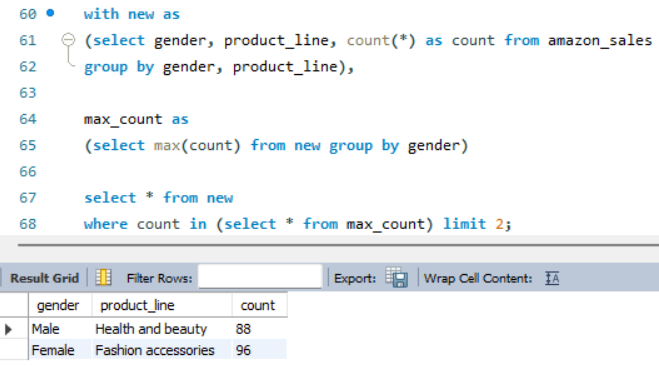 60 with new as
61 (select gender, product_line, count(*) as count from amazon_sales
62 group by gender, product_line),
63
64 max_count as
65 (select max(count) from new group by gender)
66
67 select * from new
68 where count in (select * from max_count) limit 2;
Result Grid Filter Rows: Export: Wrap Cell Content: IA
gender product_line count
Male Health and beauty 88
Female Fashion accessories 96